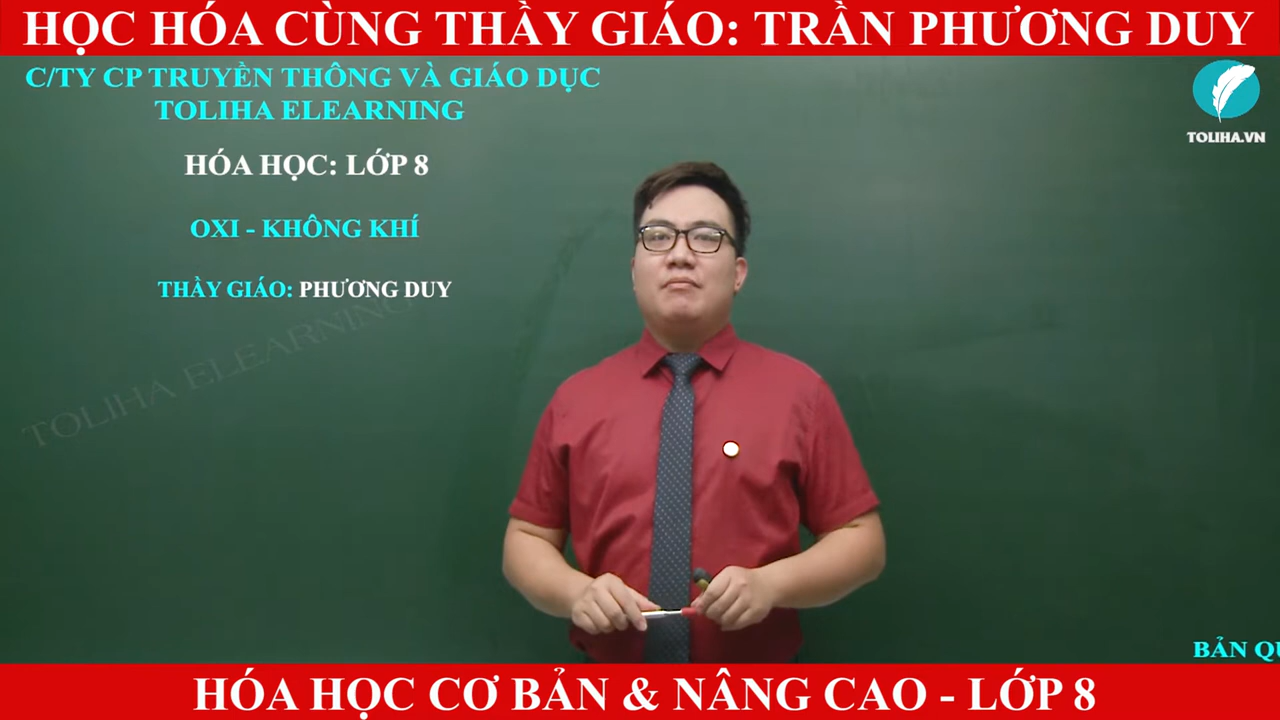 HỌC HÓA CÙNG THẦY GIÁO: TRẦN PHƯƠNG DUY
C/TY CP TRUYỀN THÔNG VÀ GIÁO DỤC
TOLIHA ELEARNING
TOLIHA.VN
HÓA HỌC: LỚP 8
OXI - KHÔNG KHÍ
THẦY GIÁO: PHƯƠNG DUY
TOLIHA ELEARNING
BẢN
HÓA HỌC CƠ BẢN & NÂNG CAO - LỚP 8